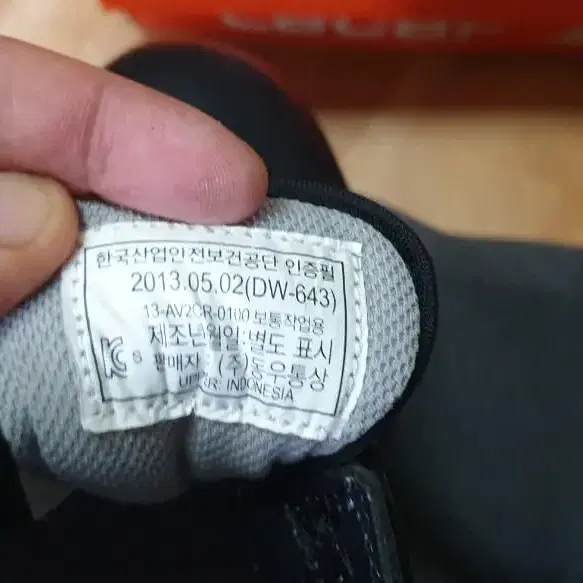 한국산업안전보건공단 인증필
2013.05.02(DW-643)
13-AV2CR-0100 보통작업용
제조년월일:별도 표시
KCs 판매자 : (주)동우통상
INDONESIA